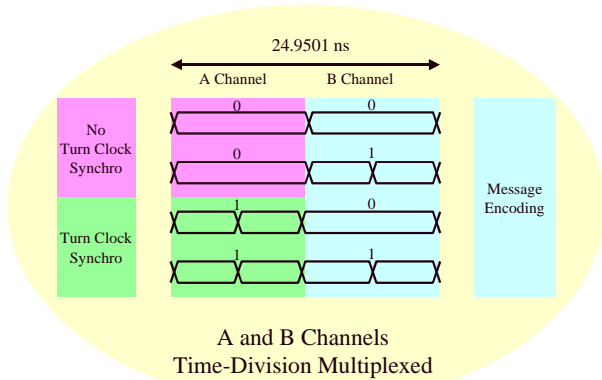 24.9501 ns
A Channel B Channel
0 0
No
Turn Clock
Synchro
0 1
Message
Encoding
1 0
Turn Clock
Synchro
1 1
A and B Channels
Time-Division Multiplexed